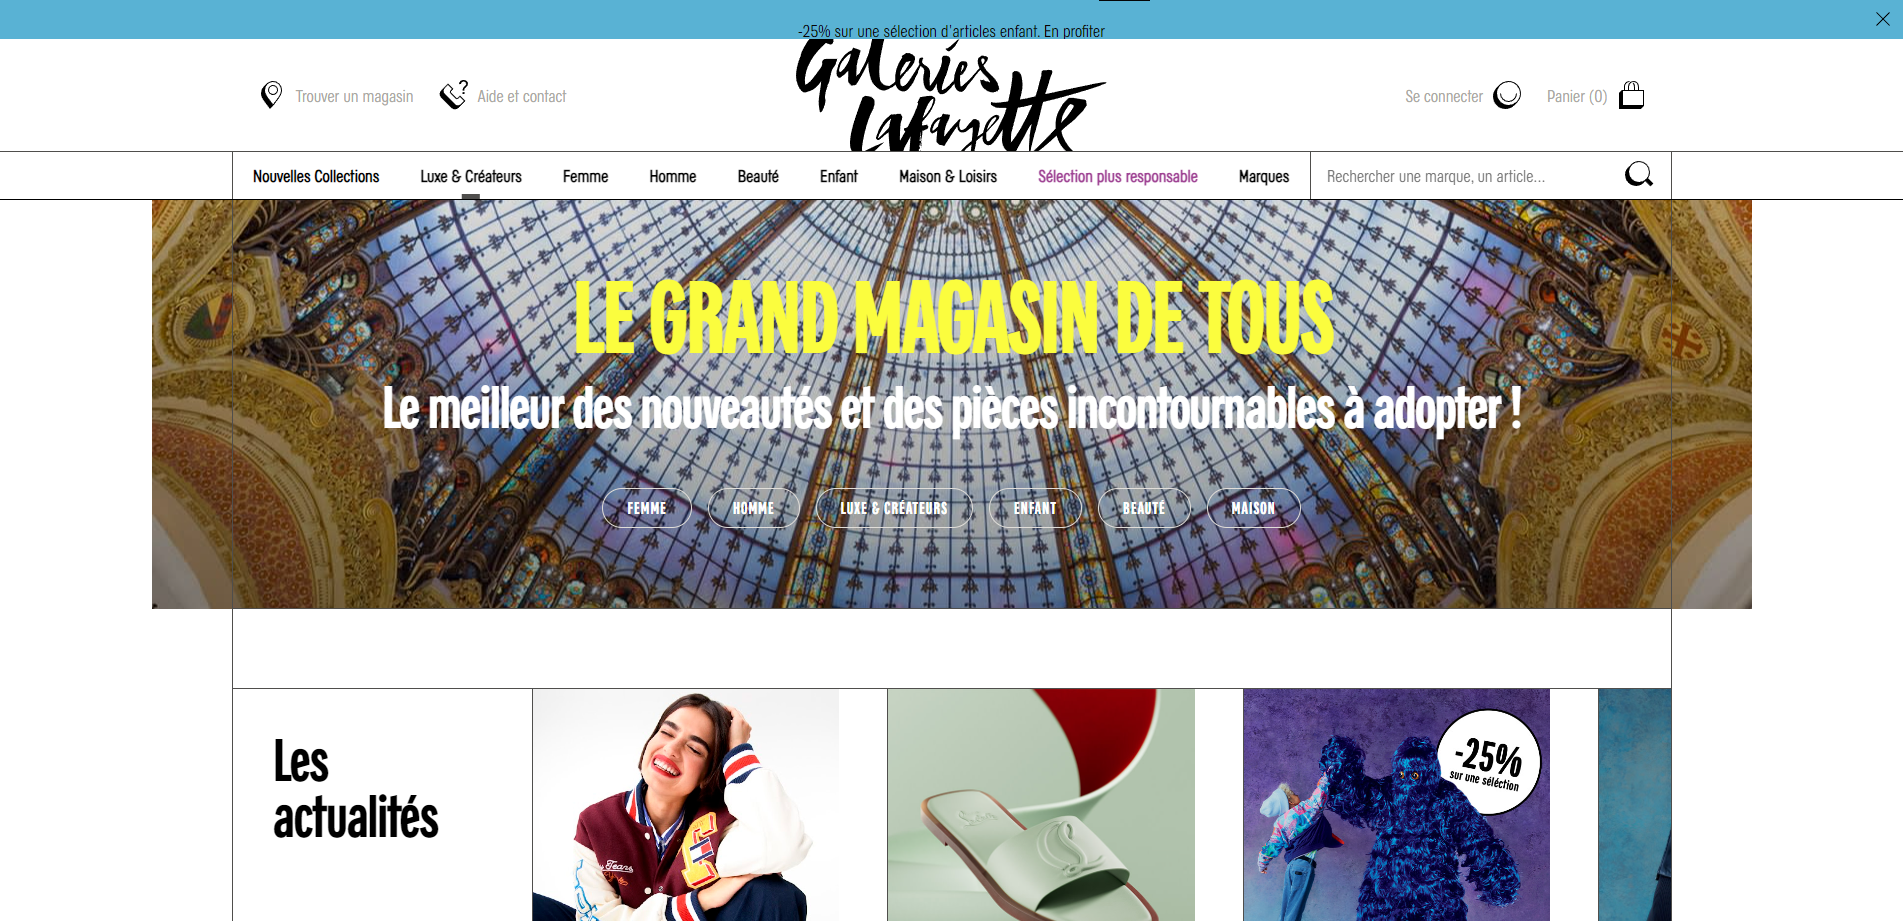 -25% sur une sélection d'articles enfant. En profiter
Trouver un magasin
Aide et contact
Galeries
Lafayette
Se connecter
Panier (0)
Nouvelles Collections
Luxe & Créateurs
Femme
Homme
Beauté
Enfant
Maison & Loisirs
Sélection plus responsable
Marques
Rechercher une marque, un article...
LE GRAND MAGASIN DE TOUS
Le meilleur des nouveautés et des pièces incontournables à adopter !
FEMME
HOMME
LUXE & CRÉATEURS
ENFANT
BEAUTÉ
MAISON
Les
actualités
Jeans
-25%
sur une séléction